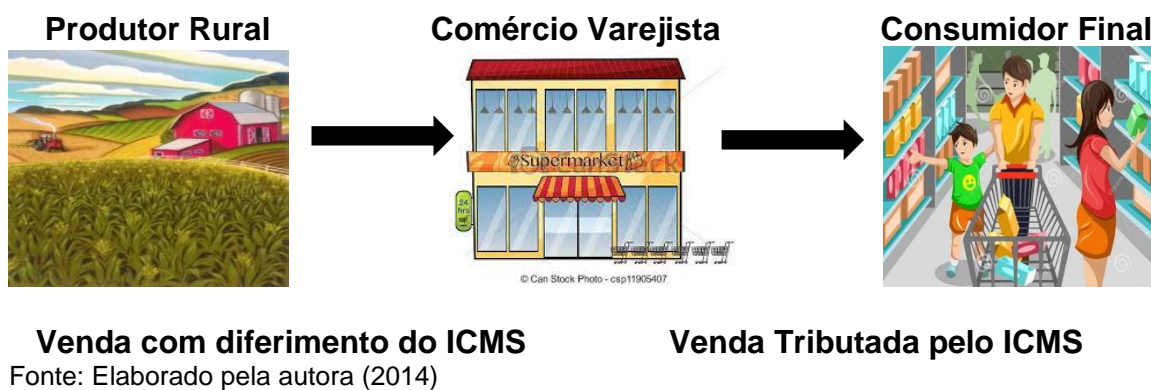 Produtor Rural Comércio Varejista Consumidor Final
Supermarket
24
hrs
© Can Stock Photo - csp11905407
Venda com diferimento do ICMS Venda Tributada pelo ICMS
Fonte: Elaborado pela autora (2014)